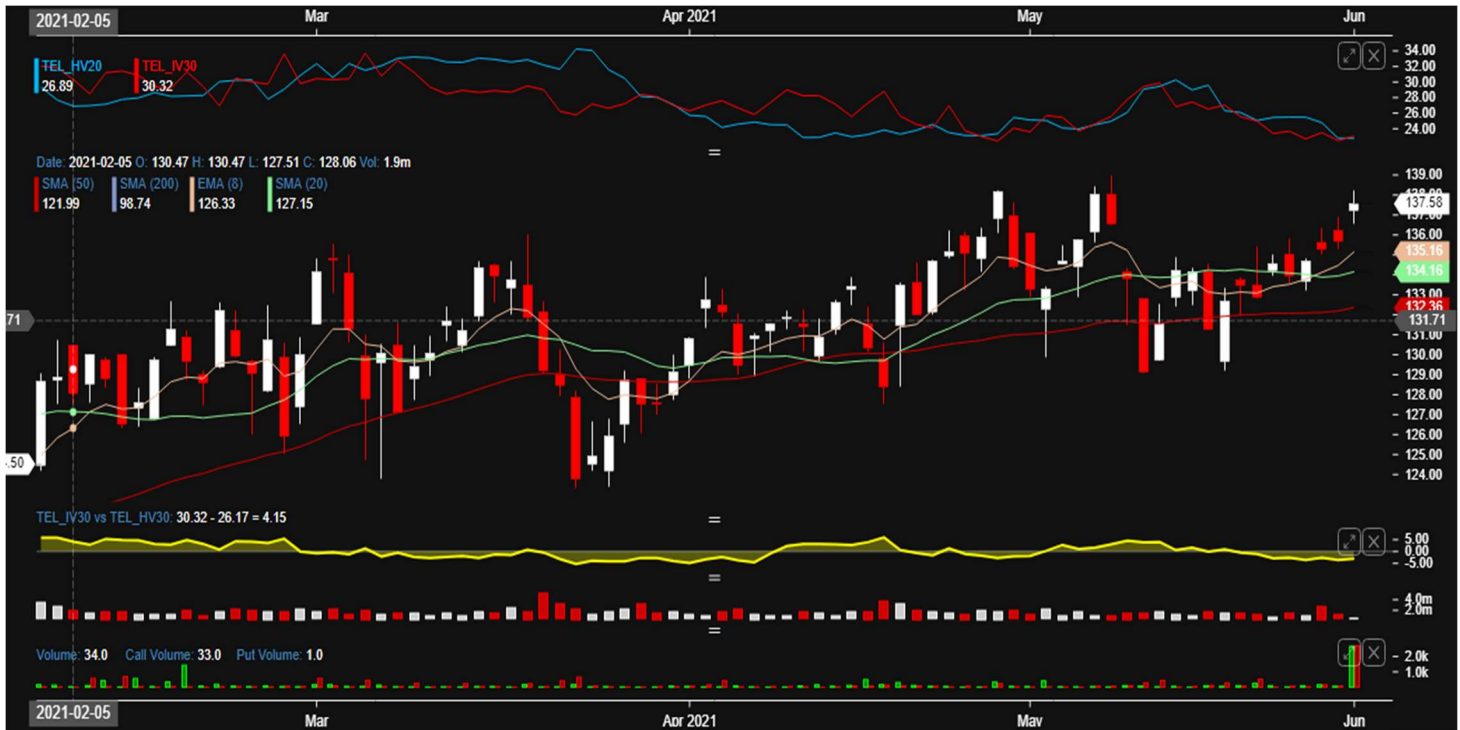 2021-02-05 Mar Apr 2021 May Jun
TEL_HV20 TEL_IV30
26.89 30.32
34.00
32.00
30.00
28.00
26.00
24.00
Date: 2021-02-05 O: 130.47 H: 130.47 L: 127.51 C: 128.06 Vol: 1.9m
SMA (50) SMA (200) EMA (8) SMA (20)
121.99 98.74 126.33 127.15
139.00
137.58
136.00
135.16
134.16
133.00
132.36
131.71
131.00
130.00
129.00
128.00
127.00
126.00
125.00
124.00
71
.50
TEL_IV30 vs TEL_HV30: 30.32 - 26.17 = 4.15
5.00
0.00
-5.00
4.0m
2.0m
Volume: 34.0 Call Volume: 33.0 Put Volume: 1.0
2.0k
1.0k
2021-02-05 Mar Apr 2021 May Jun